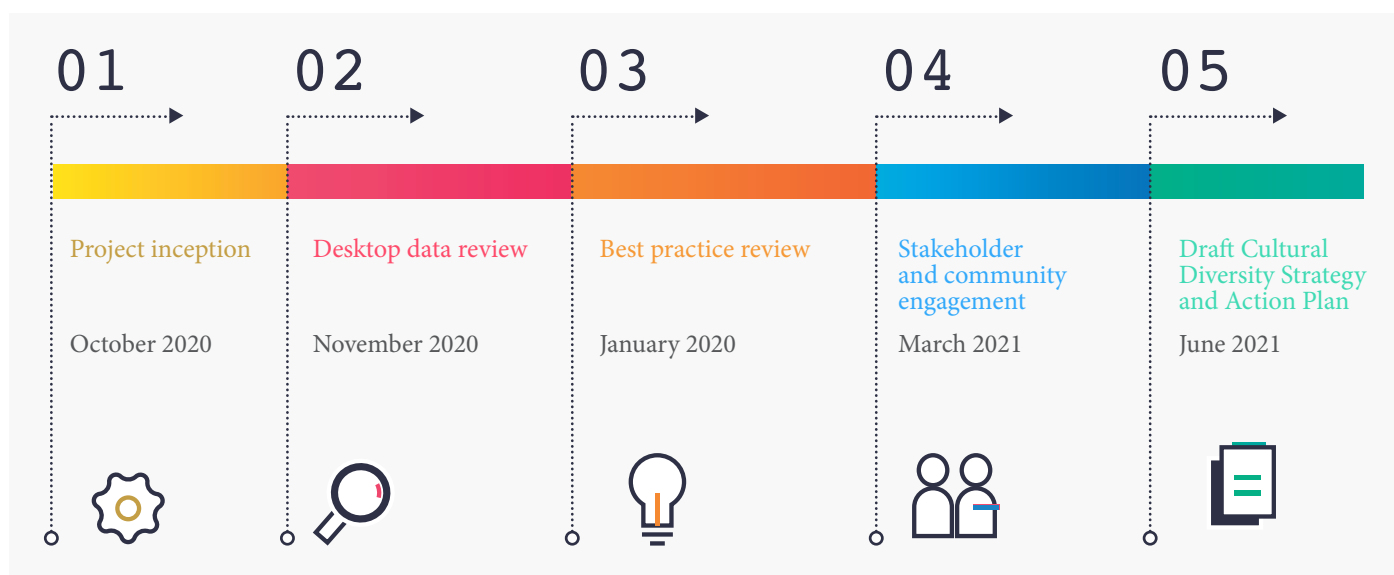 01
02
03
04
05
Project inception
October 2020
Desktop data review
November 2020
Best practice review
January 2020
Stakeholder
and community
engagement
March 2021
Draft Cultural
Diversity Strategy
and Action Plan
June 2021